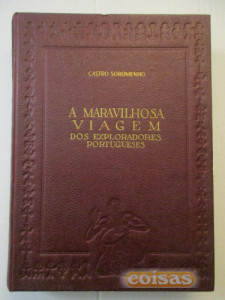 CASTRO SOROMENHO
A MARAVILHOSA
VIAGEM
DOS EXPLORADORES
PORTUGUESES
coisas